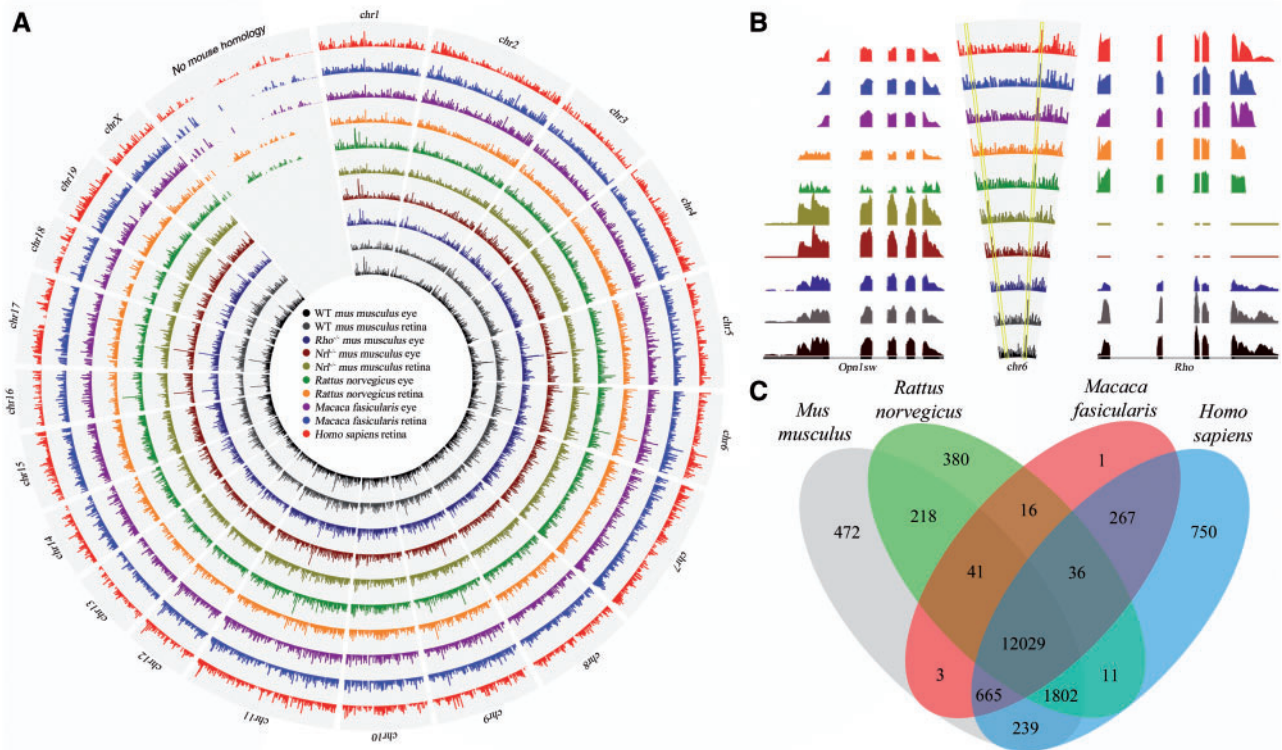 A
No mouse homology
chr1
chr2
chr3
chr4
chr5
chr6
chr7
chr8
chr9
chr10
chr11
chr12
chr13
chr14
chr15
chr16
chr17
chr18
chr19
chrX
WT mus musculus eye
WT mus musculus retina
Rho-/- mus musculus eye
Nrl-/- mus musculus eye
Nrl-/- mus musculus retina
Rattus norvegicus eye
Rattus norvegicus retina
Macaca fasicularis eye
Macaca fasicularis retina
Homo sapiens retina
B
Opn1sw
chr6
Rho
C
Mus
musculus
Rattus
norvegicus
Macaca
fasicularis
Homo
sapiens
380
1
472
218
16
267
750
41
36
12029
3
665
1802
11
239